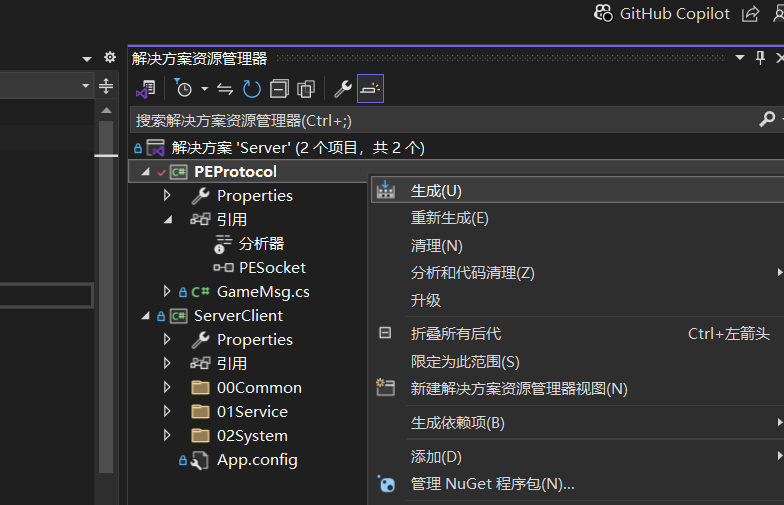 GitHub Copilot
解决方案资源管理器
搜索解决方案资源管理器(Ctrl+;)
解决方案 'Server' (2 个项目，共 2 个)
C# PEProtocol
Properties
引用
分析器
PESocket
C# GameMsg.cs
C# ServerClient
Properties
引用
00Common
01Service
02System
App.config
生成(U)
重新生成(E)
清理(N)
分析和代码清理(Z)
升级
折叠所有后代 Ctrl+左箭头
限定为此范围(S)
新建解决方案资源管理器视图(N)
生成依赖项(B)
添加(D)
管理 NuGet 程序包(N)...